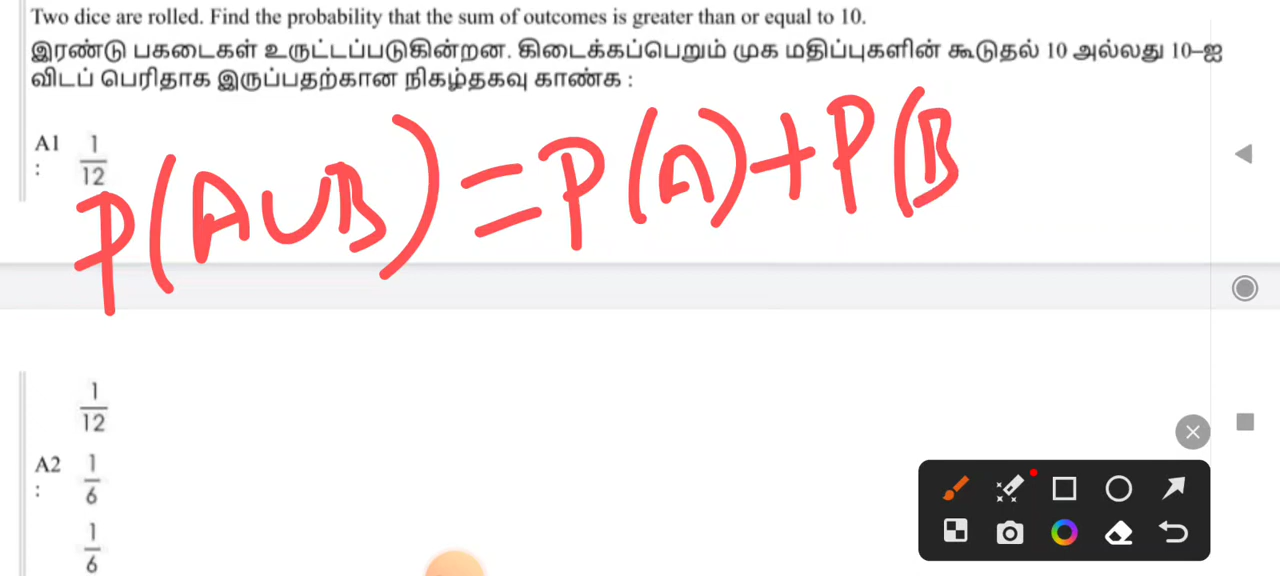 Two dice are rolled. Find the probability that the sum of outcomes is greater than or equal to 10.
இரண்டு பகடைகள் உருட்டப்படுகின்றன. கிடைக்கப்பெறும் முக மதிப்புகளின் கூடுதல் 10 அல்லது 10–ஐ
விடப் பெரிதாக இருப்பதற்கான நிகழ்தகவு காண்க :
A1 : 1/12
P(A∪B) = P(A) + P(B
1/12
A2 : 1/6
1/6